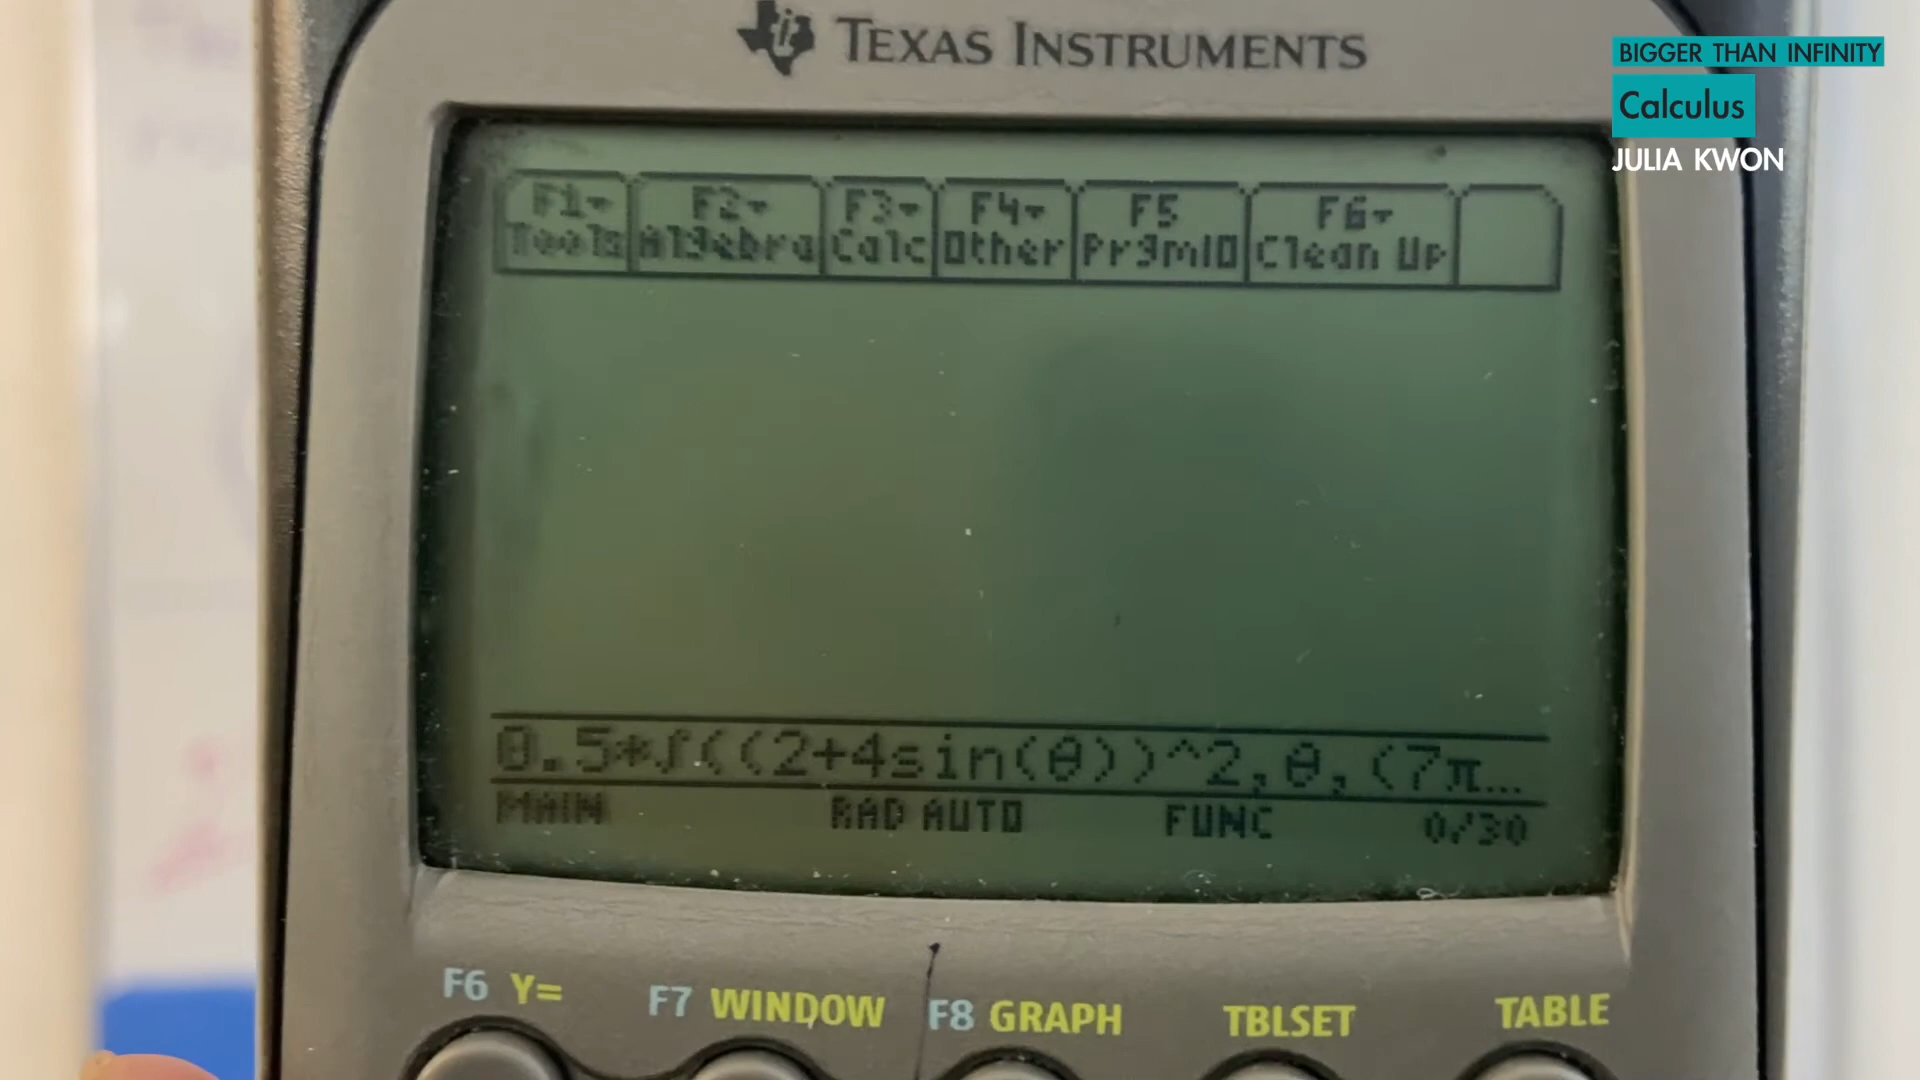 TEXAS INSTRUMENTS
BIGGER THAN INFINITY
Calculus
JULIA KWON
F1 F2 F3 F4 F5 F6
Tools Algebra Calc Other PrgmIO Clean Up
0.5*∫((2+4sin(θ))^2,θ,(7π…
MAIN RAD AUTO FUNC 0/30
F6 Y= F7 WINDOW F8 GRAPH TBLSET TABLE